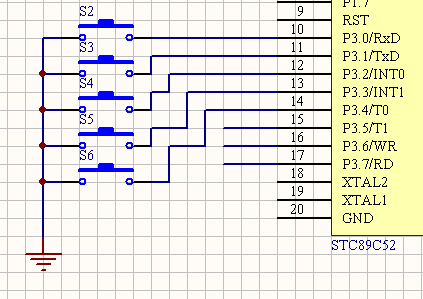 P1.7
9 RST
S2
10 P3.0/RxD
S3
11 P3.1/TxD
12 P3.2/INT0
S4
13 P3.3/INT1
14 P3.4/T0
S5
15 P3.5/T1
16 P3.6/WR
S6
17 P3.7/RD
18 XTAL2
19 XTAL1
20 GND
STC89C52